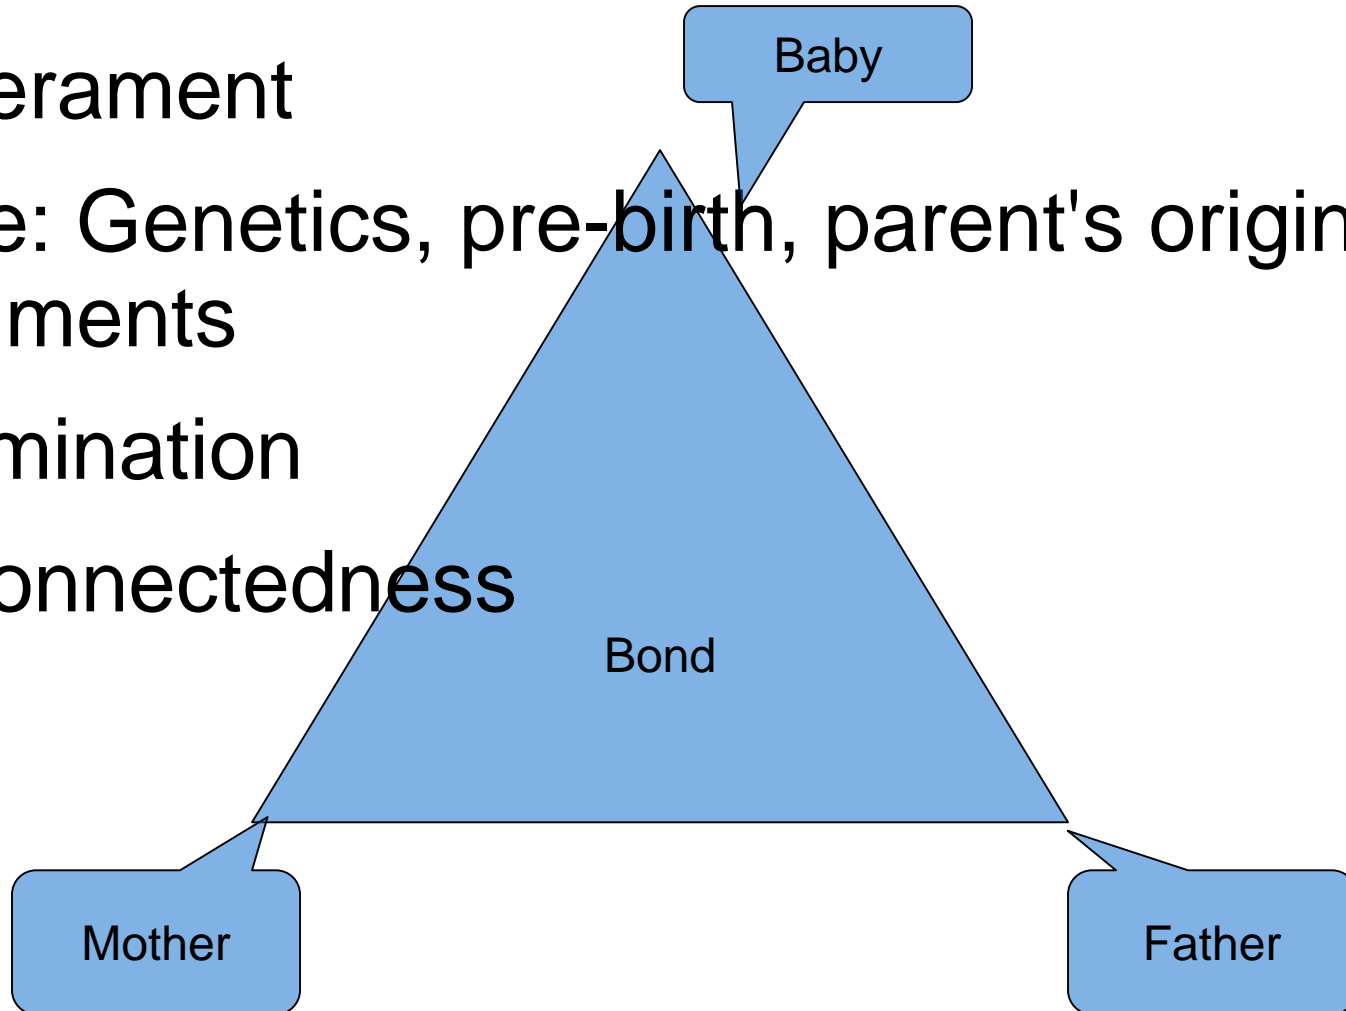 Baby
erament
e: Genetics, pre-birth, parent's origin
ments
mination
onnectedness
Bond
Mother
Father